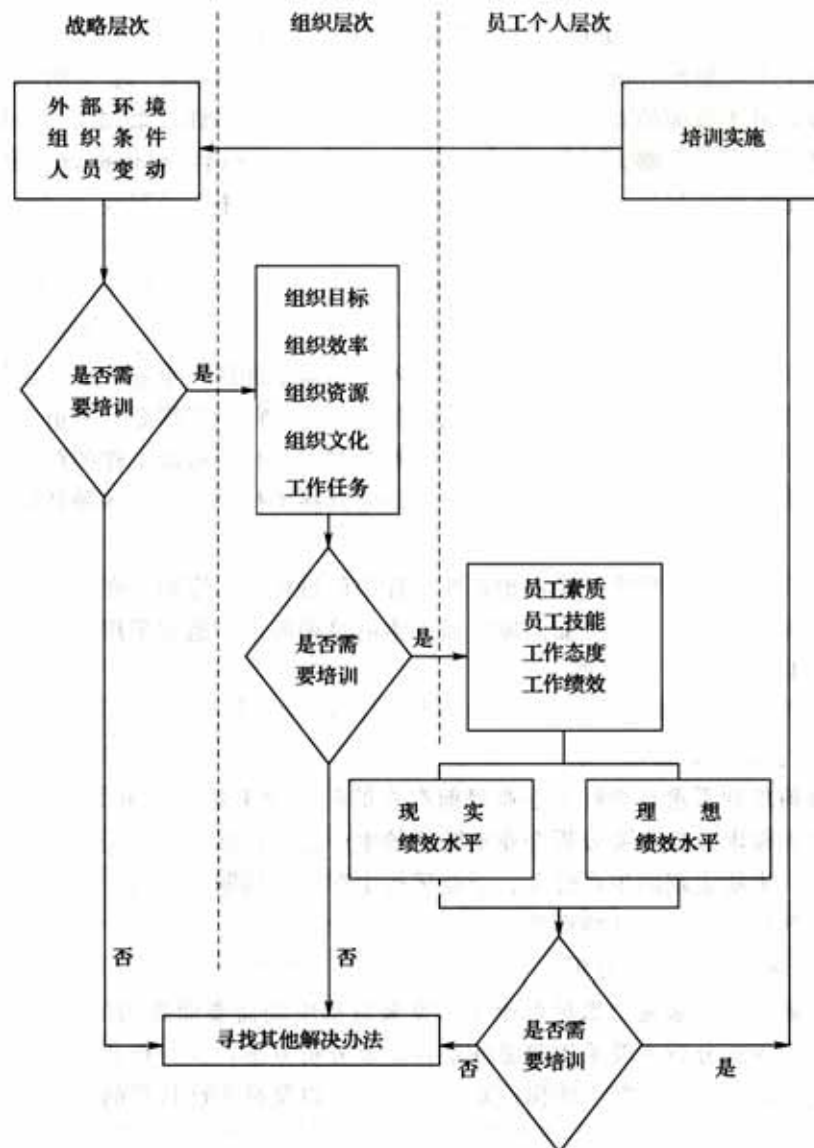 战略层次
组织层次
员工个人层次
外部环境
组织条件
人员变动
培训实施
是否需
要培训
是
组织目标
组织效率
组织资源
组织文化
工作任务
是否需
要培训
是
员工素质
员工技能
工作态度
工作绩效
现实
绩效水平
理想
绩效水平
否
否
寻找其他解决办法
否
是否需
要培训
是